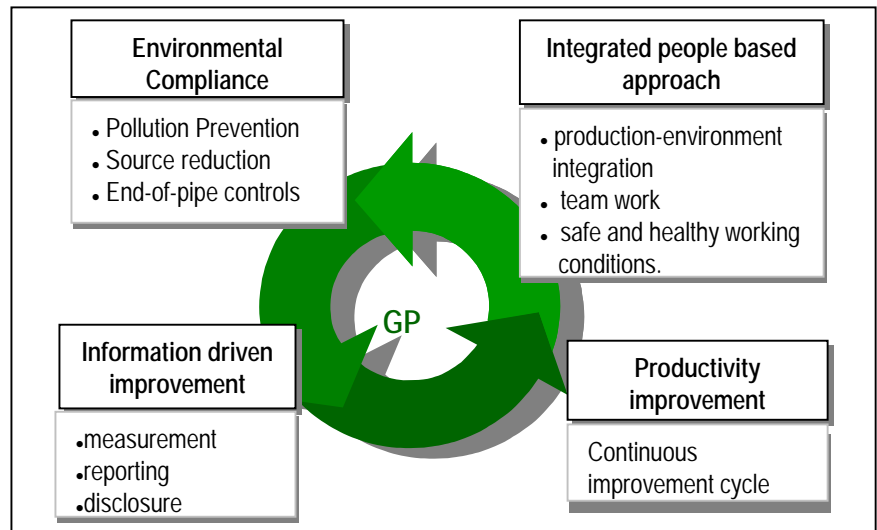 Environmental
Compliance
• Pollution Prevention
• Source reduction
• End-of-pipe controls
Integrated people based
approach
• production-environment
integration
• team work
• safe and healthy working
conditions.
GP
Information driven
improvement
•measurement
•reporting
•disclosure
Productivity
improvement
Continuous
improvement cycle